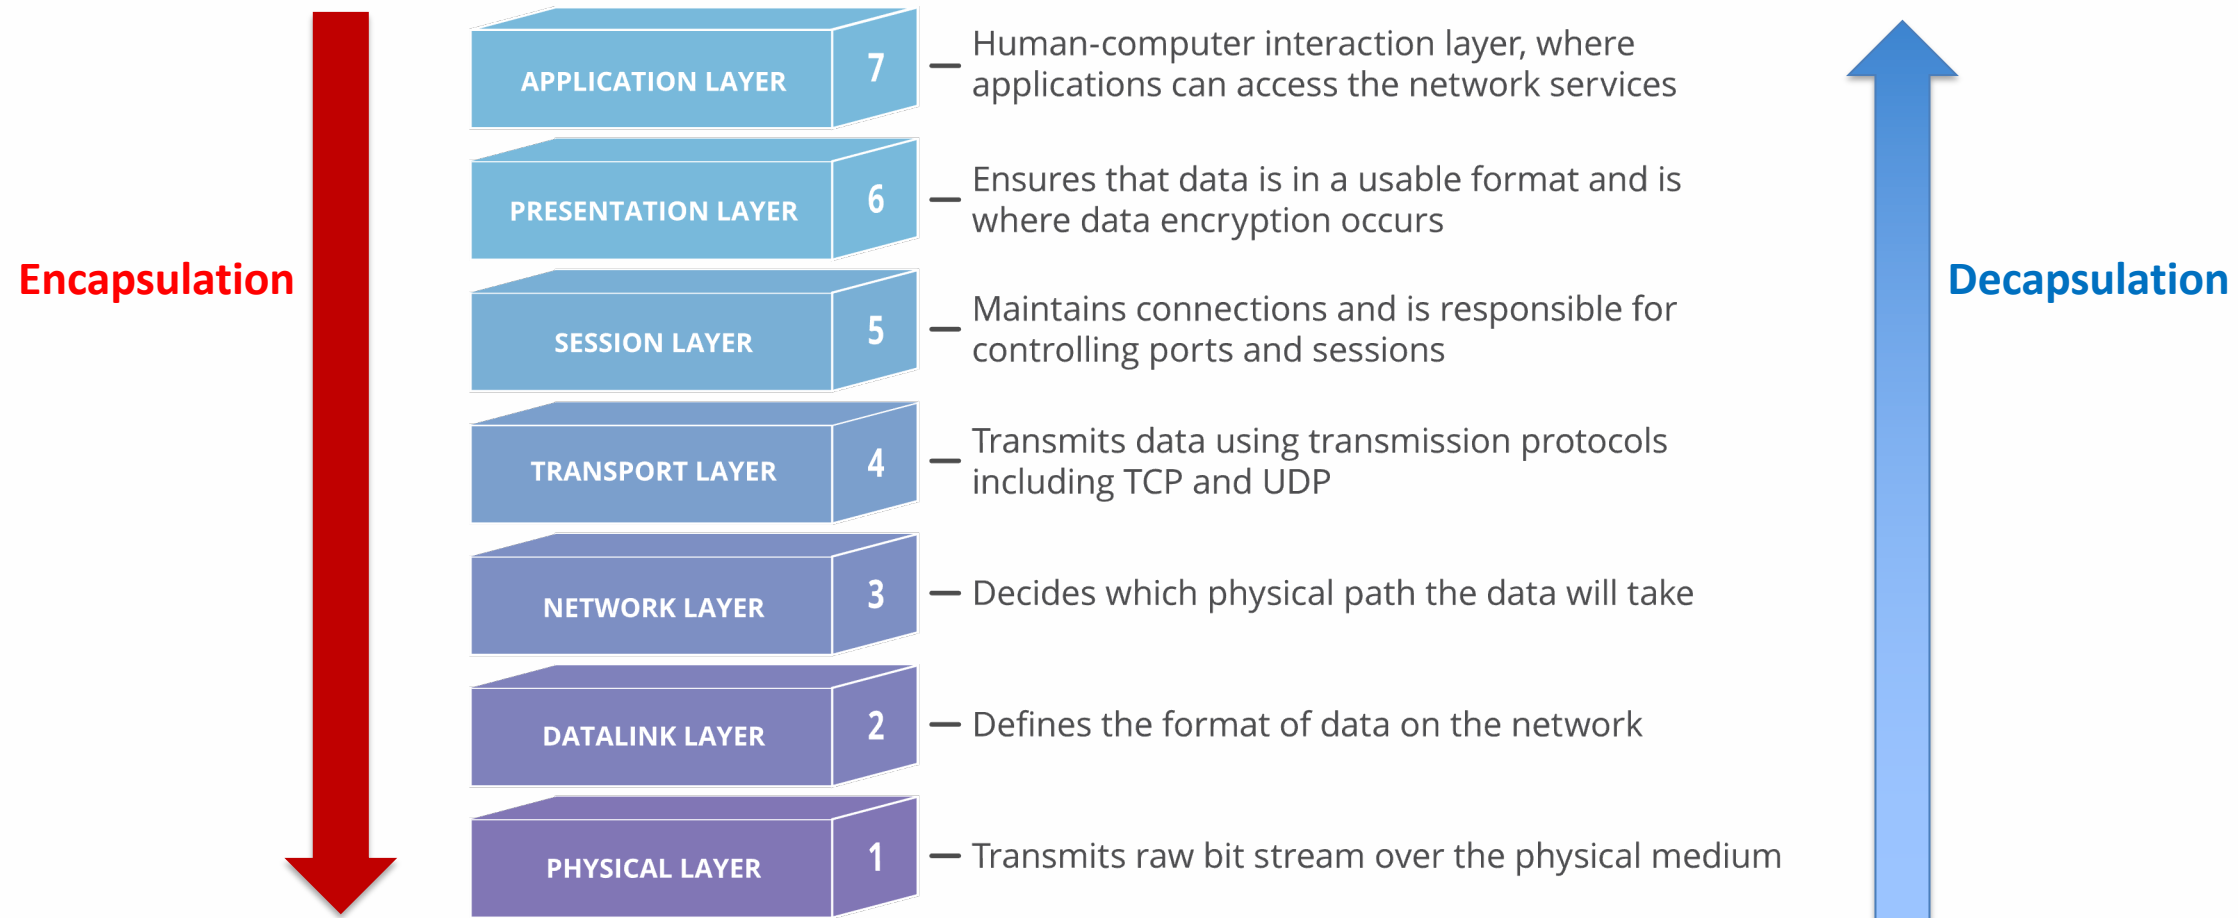 Encapsulation
APPLICATION LAYER
7
Human-computer interaction layer, where
applications can access the network services
PRESENTATION LAYER
6
Ensures that data is in a usable format and is
where data encryption occurs
SESSION LAYER
5
Maintains connections and is responsible for
controlling ports and sessions
TRANSPORT LAYER
4
Transmits data using transmission protocols
including TCP and UDP
NETWORK LAYER
3
Decides which physical path the data will take
DATALINK LAYER
2
Defines the format of data on the network
PHYSICAL LAYER
1
Transmits raw bit stream over the physical medium
Decapsulation